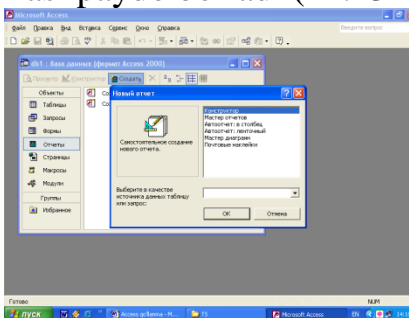 Microsoft Access
Файл Правка Вид Вставка Сервис Окно Справка
Введите вопрос
db1 : база данных (формат Access 2000)
Просмотр Конструктор Создать
Объекты
Таблицы
Запросы
Формы
Отчеты
Страницы
Макросы
Модули
Группы
Избранное
Новый отчет
Самостоятельное создание
нового отчета.
Конструктор
Мастер отчетов
Автоотчет: в столбец
Автоотчет: ленточный
Мастер диаграмм
Почтовые наклейки
Выберите в качестве
источника данных таблицу
или запрос:
ОК Отмена
Готово
NUM
пуск
Microsoft Access
EN